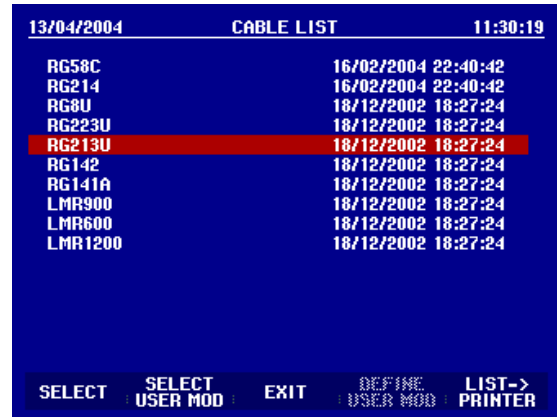 13/04/2004 CABLE LIST 11:30:19
RG58C 16/02/2004 22:40:42
RG214 16/02/2004 22:40:42
RG8U 18/12/2002 18:27:24
RG223U 18/12/2002 18:27:24
RG213U 18/12/2002 18:27:24
RG142 18/12/2002 18:27:24
RG141A 18/12/2002 18:27:24
LMR900 18/12/2002 18:27:24
LMR600 18/12/2002 18:27:24
LMR1200 18/12/2002 18:27:24
SELECT SELECT USER MOD EXIT DEFINE USER MOD LIST-> PRINTER